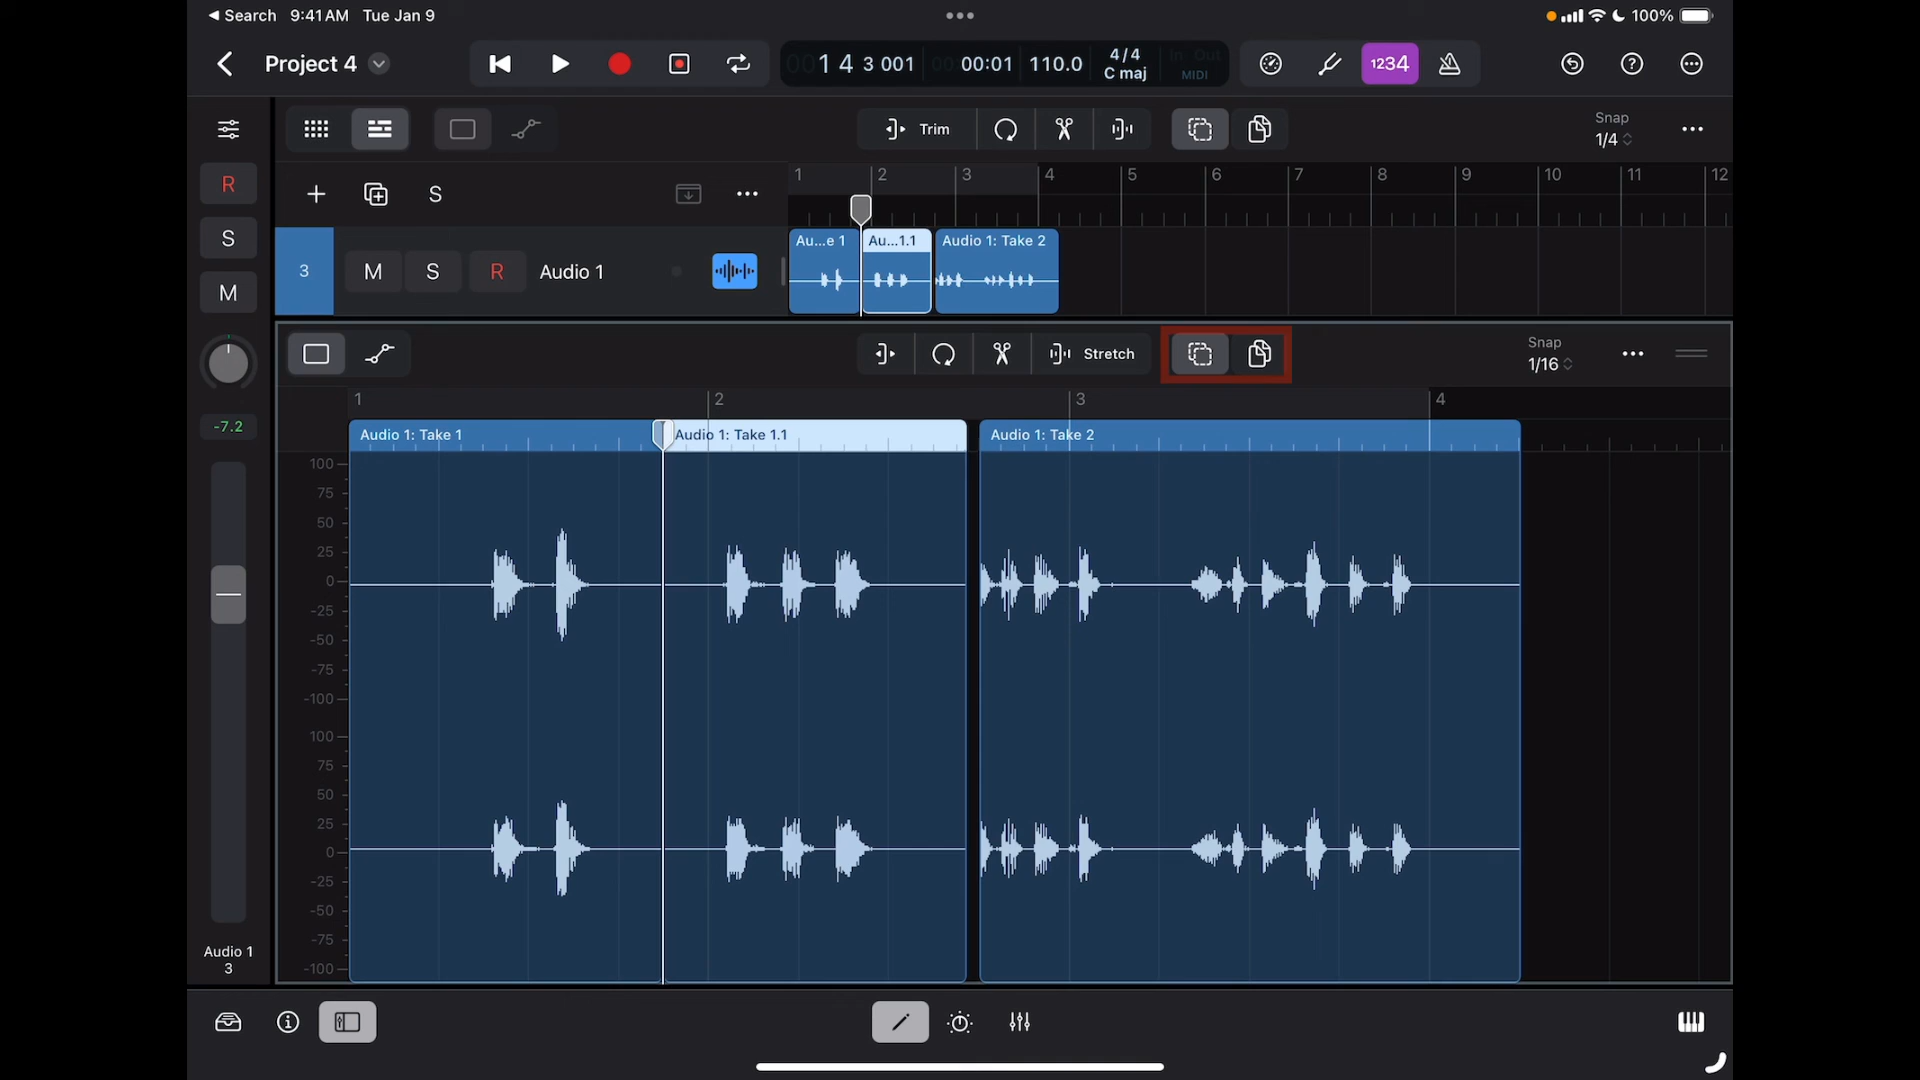 ◀ Search 9:41 AM Tue Jan 9
100%
Project 4
001 4 3 001
00:00:01
110.0
4/4
C maj
In Out
MIDI
1234
Trim
Snap
1/4
R
S
M
-7.2
Audio 1
3
S
1 2 3 4 5 6 7 8 9 10 11 12
3
M S R Audio 1
Au...e 1
Au...1.1
Audio 1: Take 2
Stretch
Snap
1/16
1 2 3 4
Audio 1: Take 1
Audio 1: Take 1.1
Audio 1: Take 2
100
75
50
25
0
-25
-50
-75
-100
100
75
50
25
0
-25
-50
-75
-100